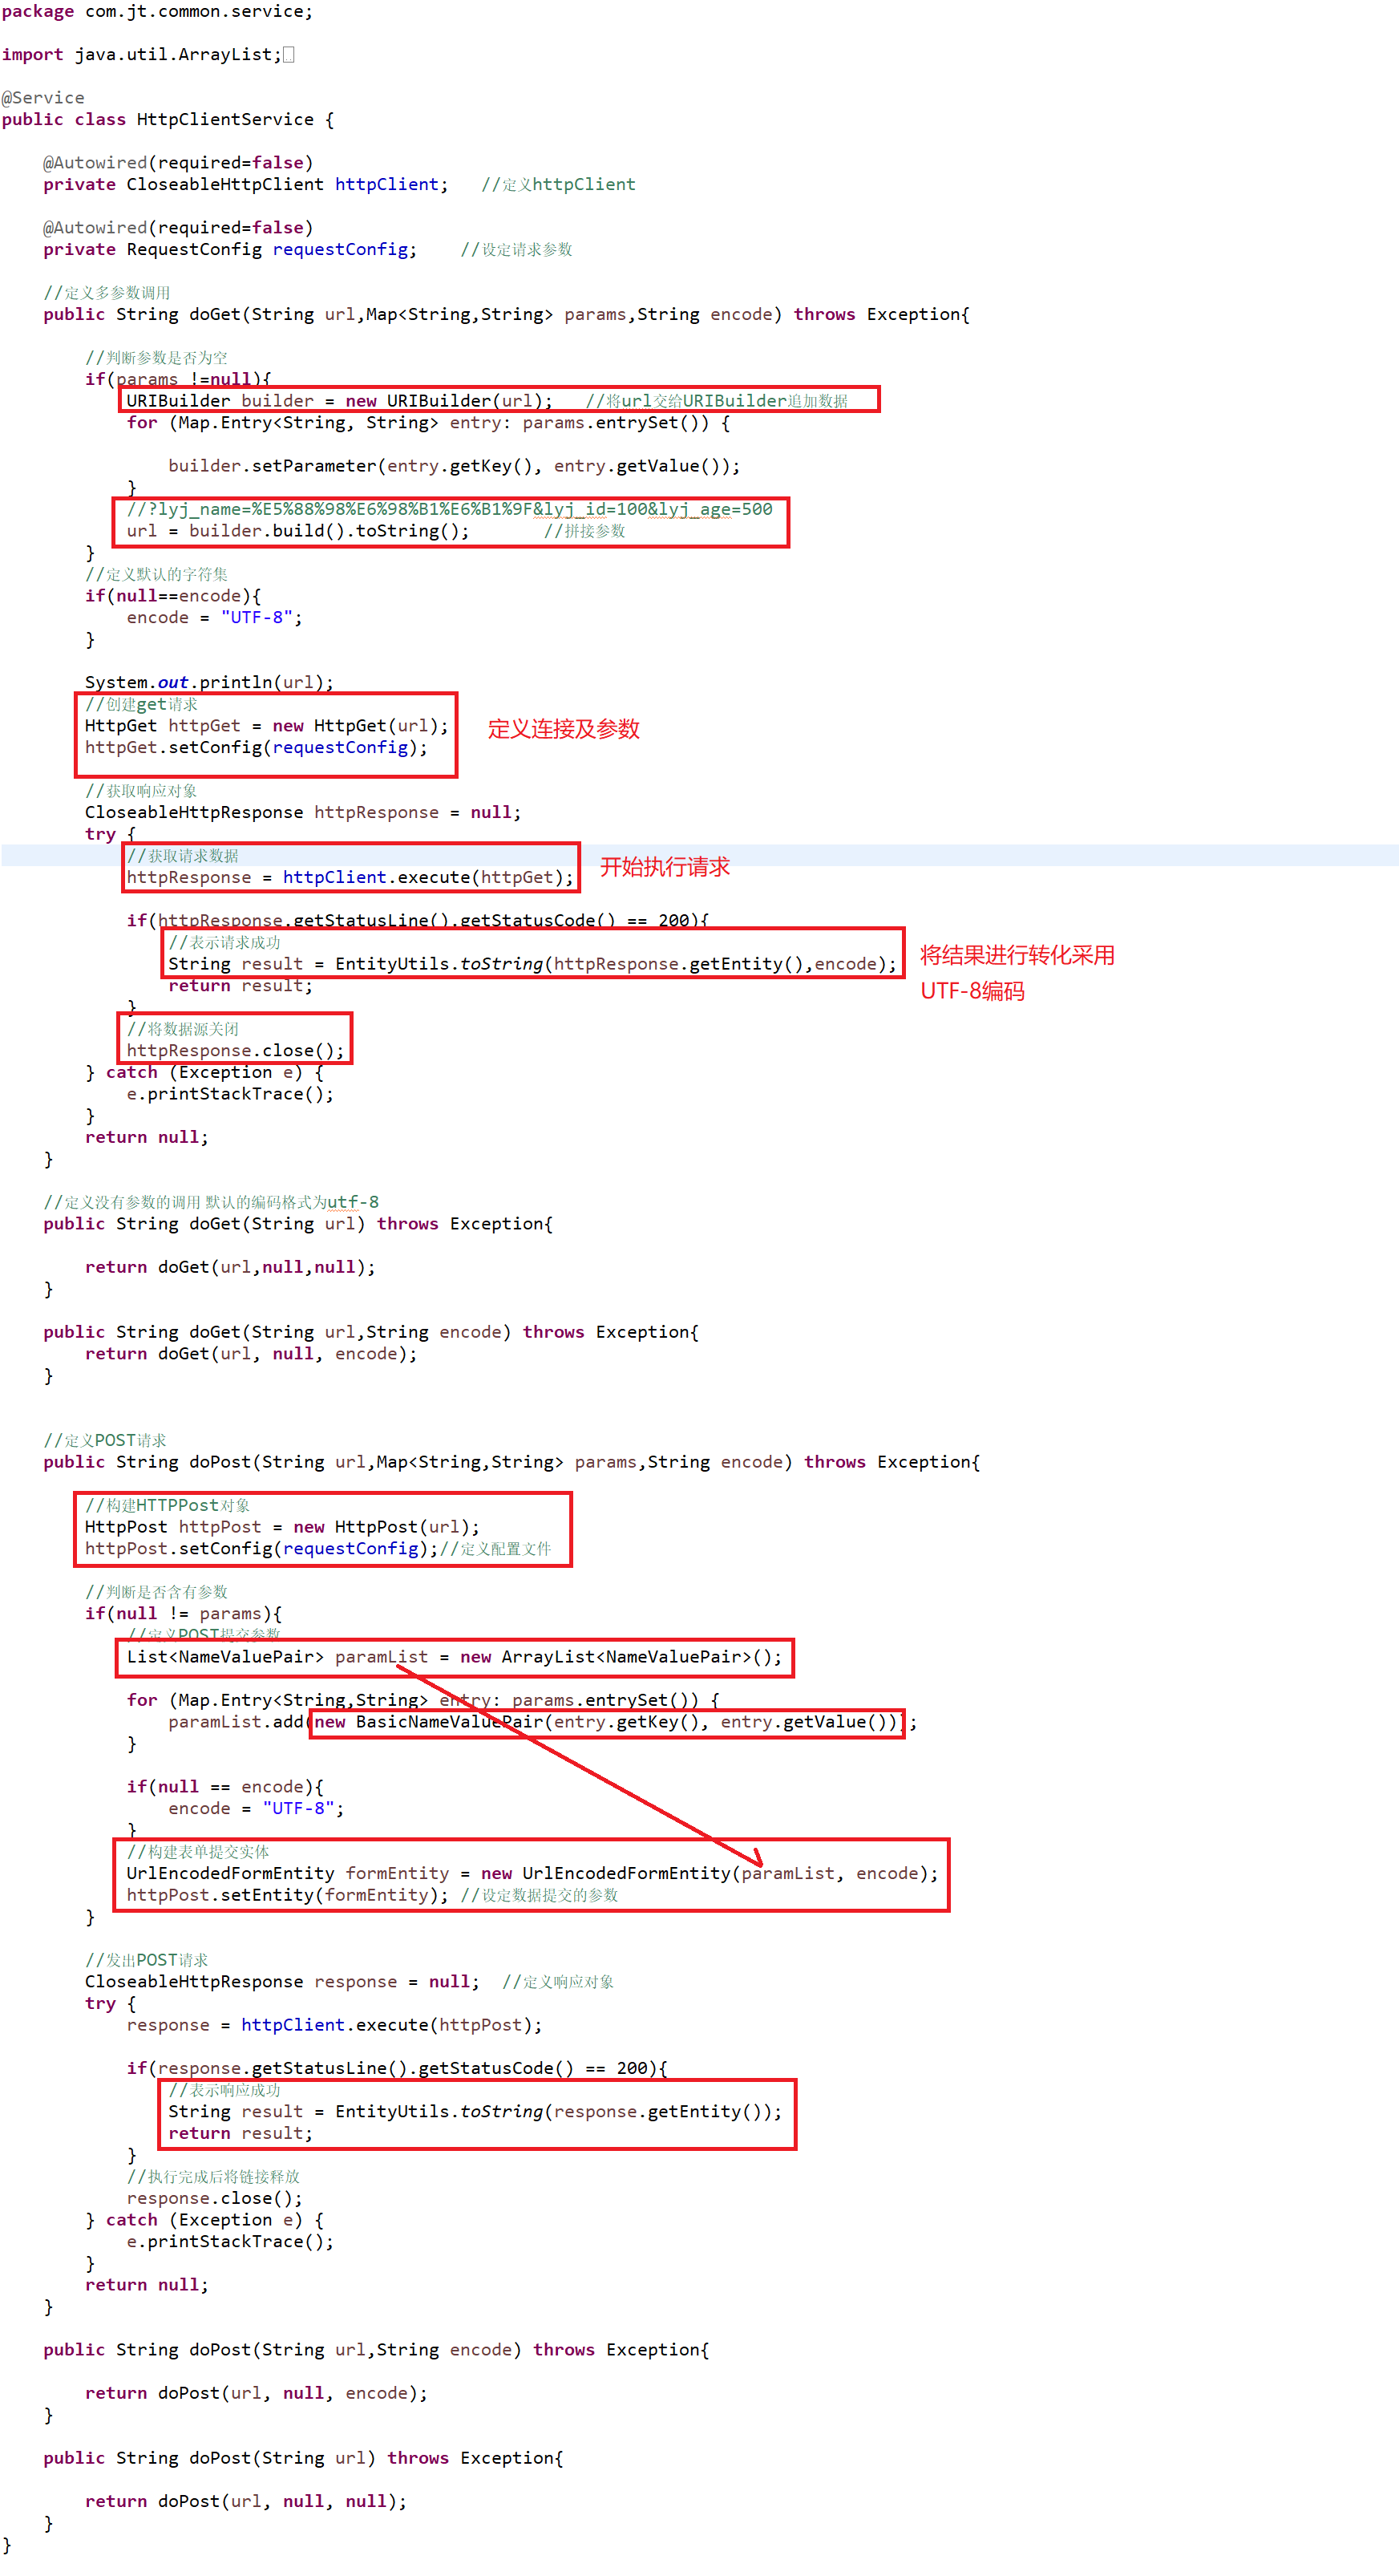 package com.jt.common.service;
import java.util.ArrayList;
@Service
public class HttpClientService {
@Autowired(required=false)
private CloseableHttpClient httpClient;   //定义httpClient
@Autowired(required=false)
private RequestConfig requestConfig;    //设定请求参数
//定义多参数调用
public String doGet(String url,Map<String,String> params,String encode) throws Exception{
//判断参数是否为空
if(params !=null){
URIBuilder builder = new URIBuilder(url);   //将url交给URIBuilder追加数据
for (Map.Entry<String, String> entry: params.entrySet()) {
builder.setParameter(entry.getKey(), entry.getValue());
}
//?lyj_name=%E5%88%98%E6%98%B1%E6%B1%9F&lyj_id=100&lyj_age=500
url = builder.build().toString();       //拼接参数
}
//定义默认的字符集
if(null==encode){
encode = "UTF-8";
}
System.out.println(url);
//创建get请求
HttpGet httpGet = new HttpGet(url);
定义连接及参数
httpGet.setConfig(requestConfig);
//获取响应对象
CloseableHttpResponse httpResponse = null;
try {
//获取请求数据
开始执行请求
httpResponse = httpClient.execute(httpGet);
if(httpResponse.getStatusLine().getStatusCode() == 200){
//表示请求成功
将结果进行转化采用
String result = EntityUtils.toString(httpResponse.getEntity(),encode);
return result;
UTF-8编码
}
//将数据源关闭
httpResponse.close();
} catch (Exception e) {
e.printStackTrace();
}
return null;
}
//定义没有参数的调用 默认的编码格式为utf-8
public String doGet(String url) throws Exception{
return doGet(url,null,null);
}
public String doGet(String url,String encode) throws Exception{
return doGet(url, null, encode);
}
//定义POST请求
public String doPost(String url,Map<String,String> params,String encode) throws Exception{
//构建HTTPPost对象
HttpPost httpPost = new HttpPost(url);
httpPost.setConfig(requestConfig);//定义配置文件
//判断是否含有参数
if(null != params){
//定义POST提交参数
List<NameValuePair> paramList = new ArrayList<NameValuePair>();
for (Map.Entry<String,String> entry: params.entrySet()) {
paramList.add(new BasicNameValuePair(entry.getKey(), entry.getValue()));
}
if(null == encode){
encode = "UTF-8";
}
//构建表单提交实体
UrlEncodedFormEntity formEntity = new UrlEncodedFormEntity(paramList, encode);
httpPost.setEntity(formEntity); //设定数据提交的参数
}
//发出POST请求
CloseableHttpResponse response = null;  //定义响应对象
try {
response = httpClient.execute(httpPost);
if(response.getStatusLine().getStatusCode() == 200){
//表示响应成功
String result = EntityUtils.toString(response.getEntity());
return result;
}
//执行完成后将链接释放
response.close();
} catch (Exception e) {
e.printStackTrace();
}
return null;
}
public String doPost(String url,String encode) throws Exception{
return doPost(url, null, encode);
}
public String doPost(String url) throws Exception{
return doPost(url, null, null);
}
}